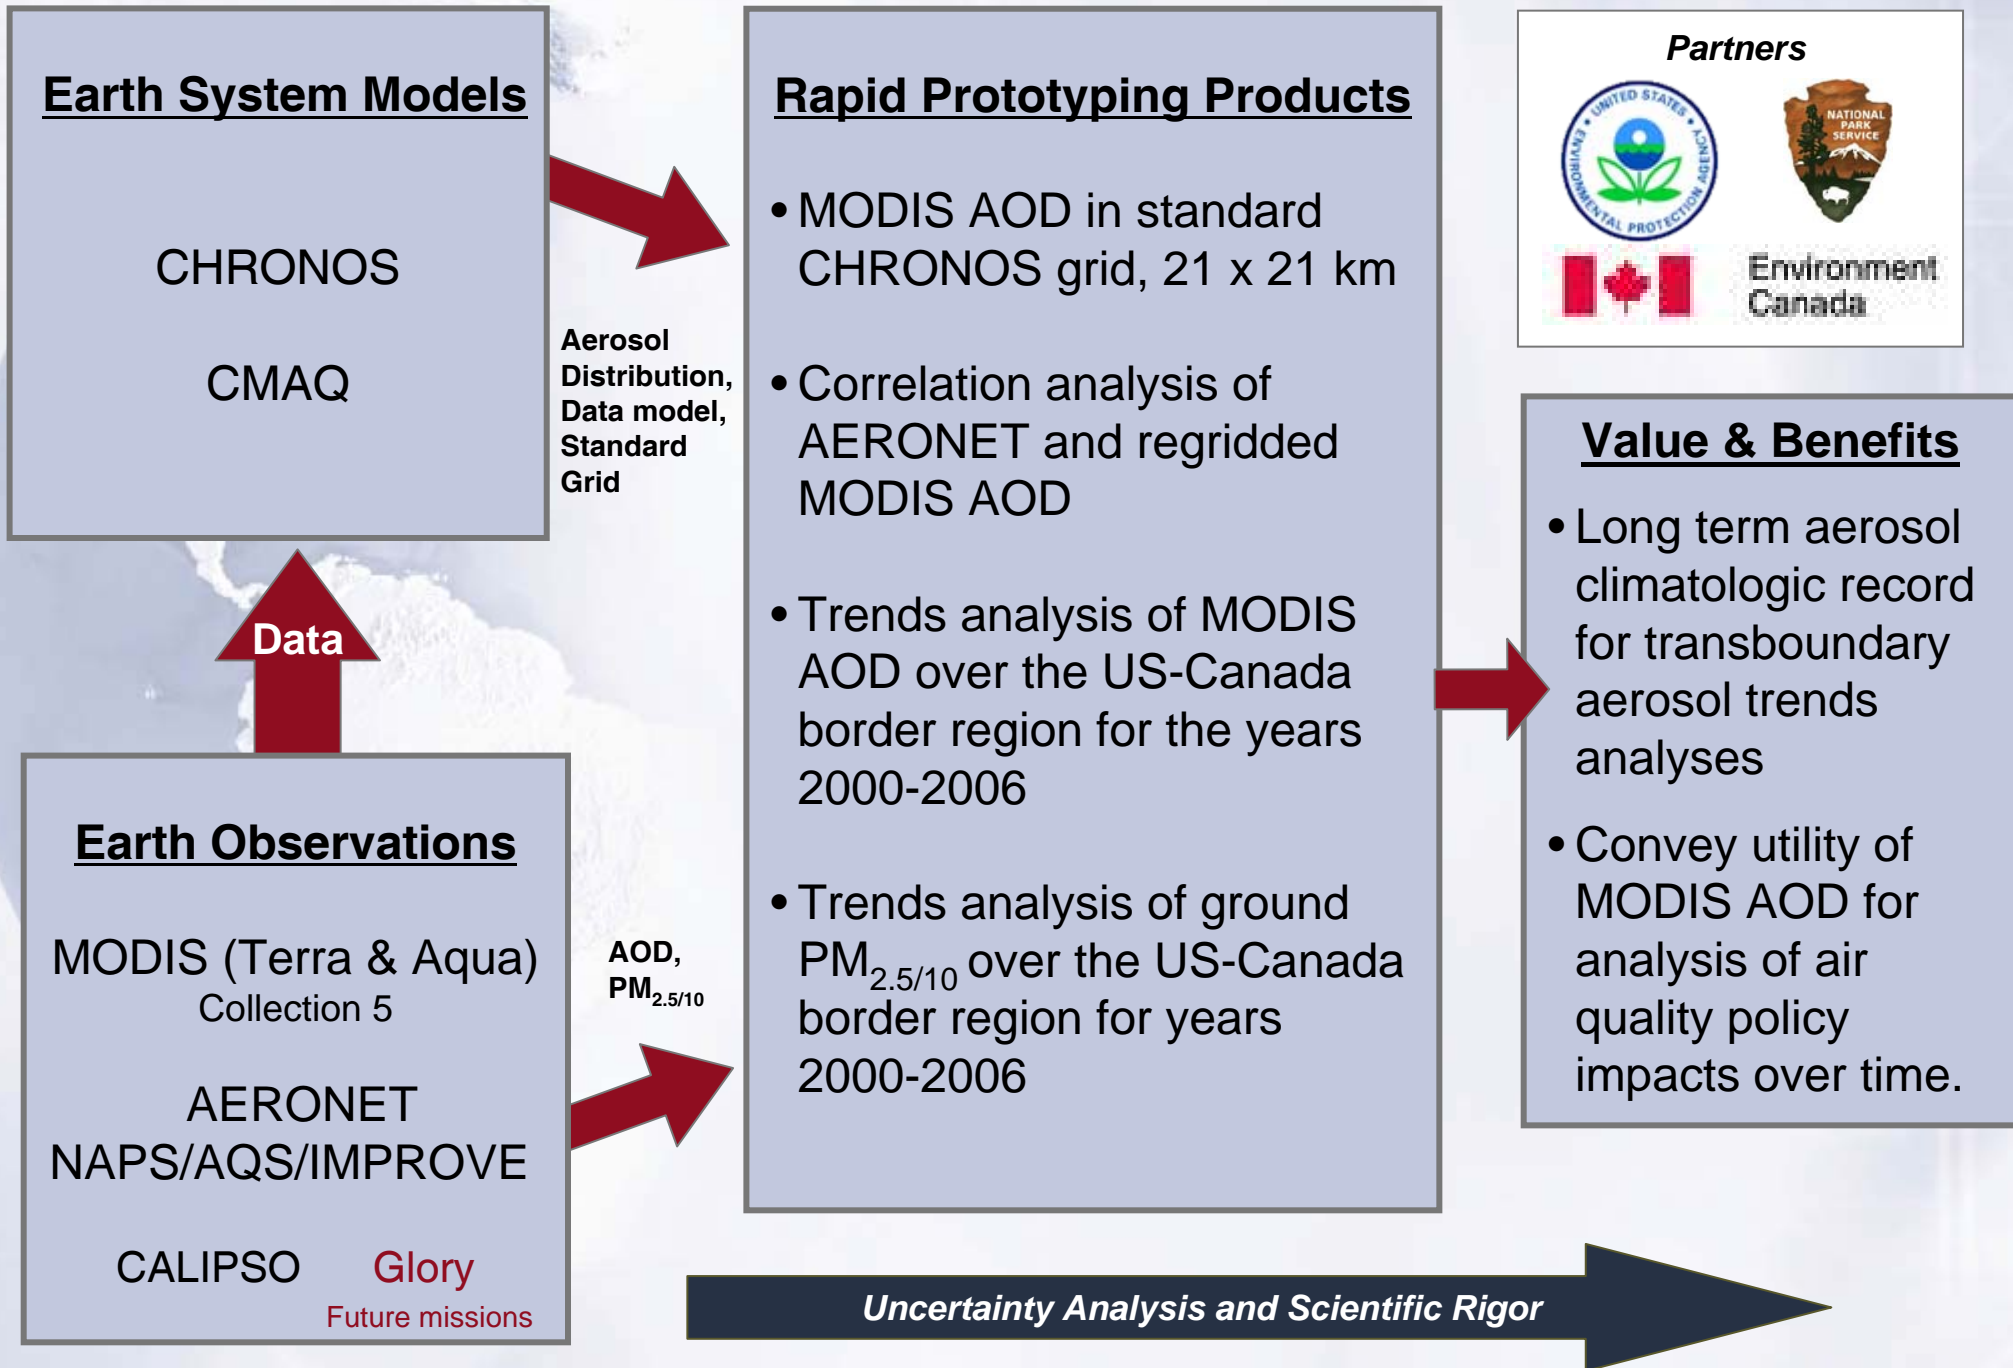 Earth System Models
CHRONOS
CMAQ
Aerosol
Distribution,
Data model,
Standard
Grid
Data
Earth Observations
MODIS (Terra & Aqua)
Collection 5
AERONET
NAPS/AQS/IMPROVE
CALIPSO
Glory
Future missions
AOD,
PM2.5/10
Rapid Prototyping Products
• MODIS AOD in standard
CHRONOS grid, 21 x 21 km
• Correlation analysis of
AERONET and regridded
MODIS AOD
• Trends analysis of MODIS
AOD over the US-Canada
border region for the years
2000-2006
• Trends analysis of ground
PM2.5/10 over the US-Canada
border region for years
2000-2006
Partners
UNITED STATES
ENVIRONMENTAL PROTECTION AGENCY
NATIONAL
PARK
SERVICE
Environment
Canada
Value & Benefits
• Long term aerosol
climatologic record
for transboundary
aerosol trends
analyses
• Convey utility of
MODIS AOD for
analysis of air
quality policy
impacts over time.
Uncertainty Analysis and Scientific Rigor